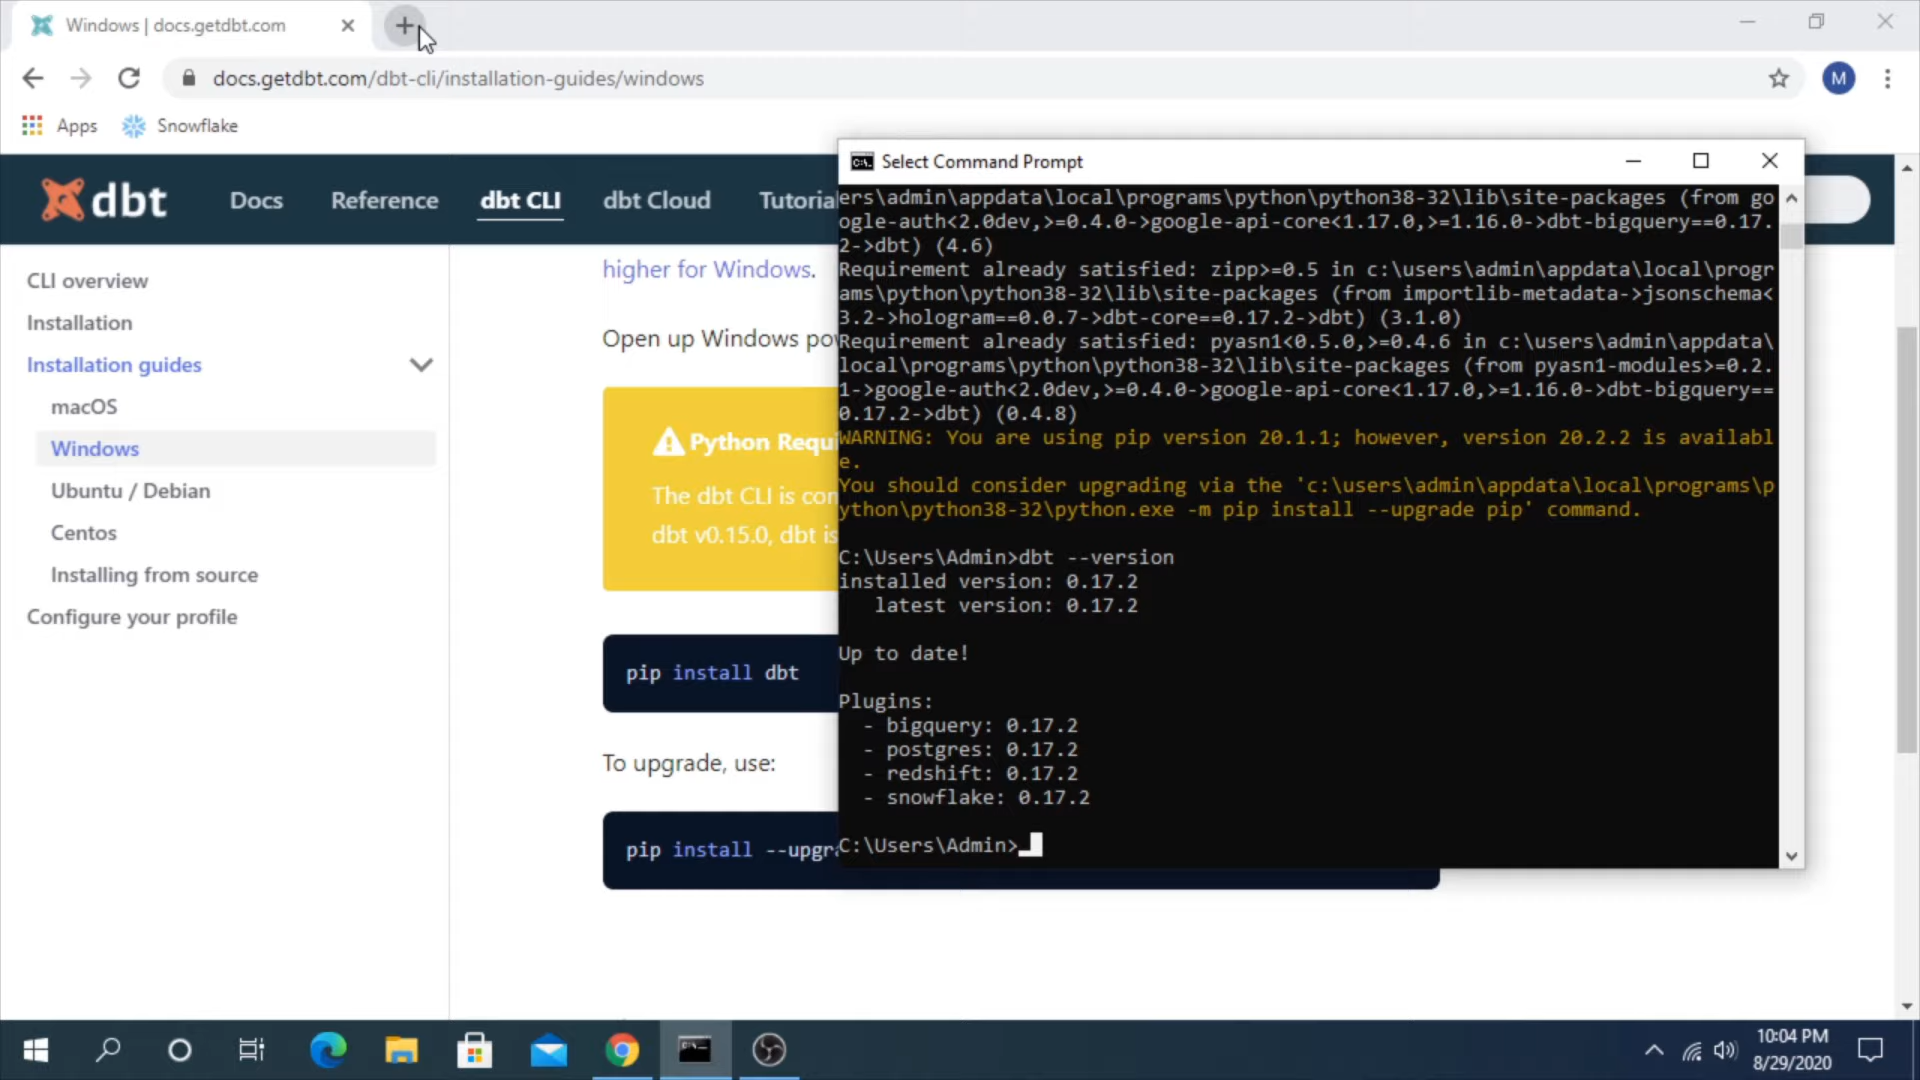 Windows | docs.getdbt.com
docs.getdbt.com/dbt-cli/installation-guides/windows
M
Apps
Snowflake
dbt
Docs
Reference
dbt CLI
dbt Cloud
Tutorial
CLI overview
Installation
Installation guides
macOS
Windows
Ubuntu / Debian
Centos
Installing from source
Configure your profile
higher for Windows.
Open up Windows pow
Python Requi
The dbt CLI is con
dbt v0.15.0, dbt is
pip install dbt
To upgrade, use:
pip install --upgra
Select Command Prompt
ers\admin\appdata\local\programs\python\python38-32\lib\site-packages (from go
ogle-auth<2.0dev,>=0.4.0->google-api-core<1.17.0,>=1.16.0->dbt-bigquery==0.17.
2->dbt) (4.6)
Requirement already satisfied: zipp>=0.5 in c:\users\admin\appdata\local\progr
ams\python\python38-32\lib\site-packages (from importlib-metadata->jsonschema<
3.2->hologram==0.0.7->dbt-core==0.17.2->dbt) (3.1.0)
Requirement already satisfied: pyasn1<0.5.0,>=0.4.6 in c:\users\admin\appdata\
local\programs\python\python38-32\lib\site-packages (from pyasn1-modules>=0.2.
1->google-auth<2.0dev,>=0.4.0->google-api-core<1.17.0,>=1.16.0->dbt-bigquery==
0.17.2->dbt) (0.4.8)
WARNING: You are using pip version 20.1.1; however, version 20.2.2 is availabl
e.
You should consider upgrading via the 'c:\users\admin\appdata\local\programs\p
ython\python38-32\python.exe -m pip install --upgrade pip' command.
C:\Users\Admin>dbt --version
installed version: 0.17.2
latest version: 0.17.2
Up to date!
Plugins:
- bigquery: 0.17.2
- postgres: 0.17.2
- redshift: 0.17.2
- snowflake: 0.17.2
C:\Users\Admin>
10:04 PM
8/29/2020